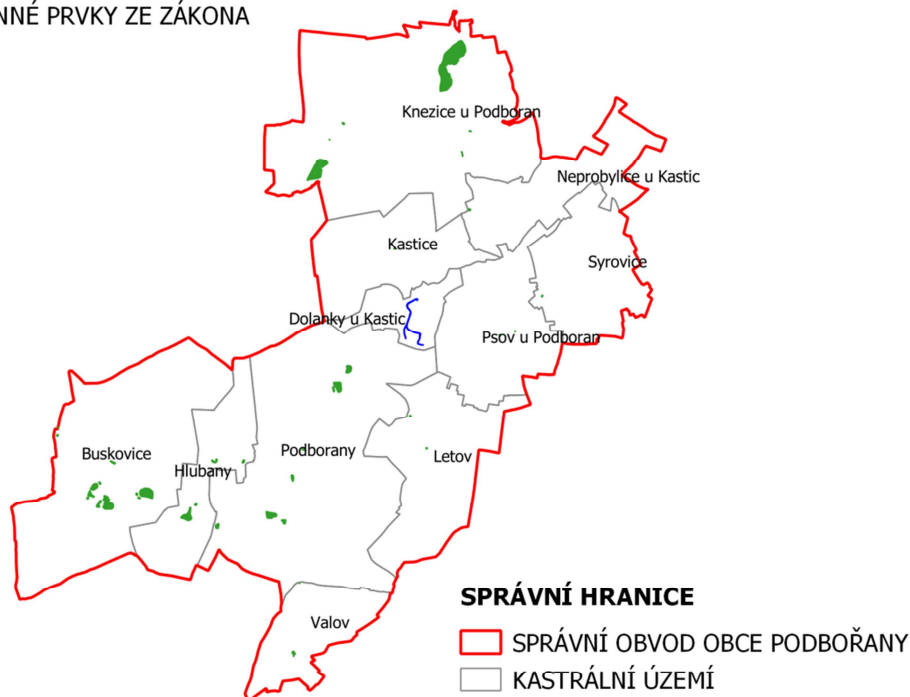 NNÉ PRVKY ZE ZÁKONA
Knezice u Podboran
Neprobylice u Kastic
Kastice
Syrovice
Dolanky u Kastic
Psov u Podboran
Buskovice
Hlubany
Podborany
Letov
Valov
SPRÁVNÍ HRANICE
SPRÁVNÍ OBVOD OBCE PODBOŘANY
KASTRÁLNÍ ÚZEMÍ